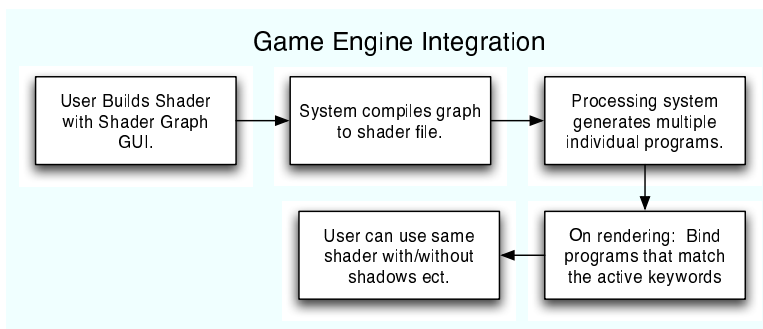 Game Engine Integration
User Builds Shader
with Shader Graph
GUI.
System compiles graph
to shader file.
Processing system
generates multiple
individual programs.
On rendering: Bind
programs that match
the active keywords
User can use same
shader with/without
shadows ect.